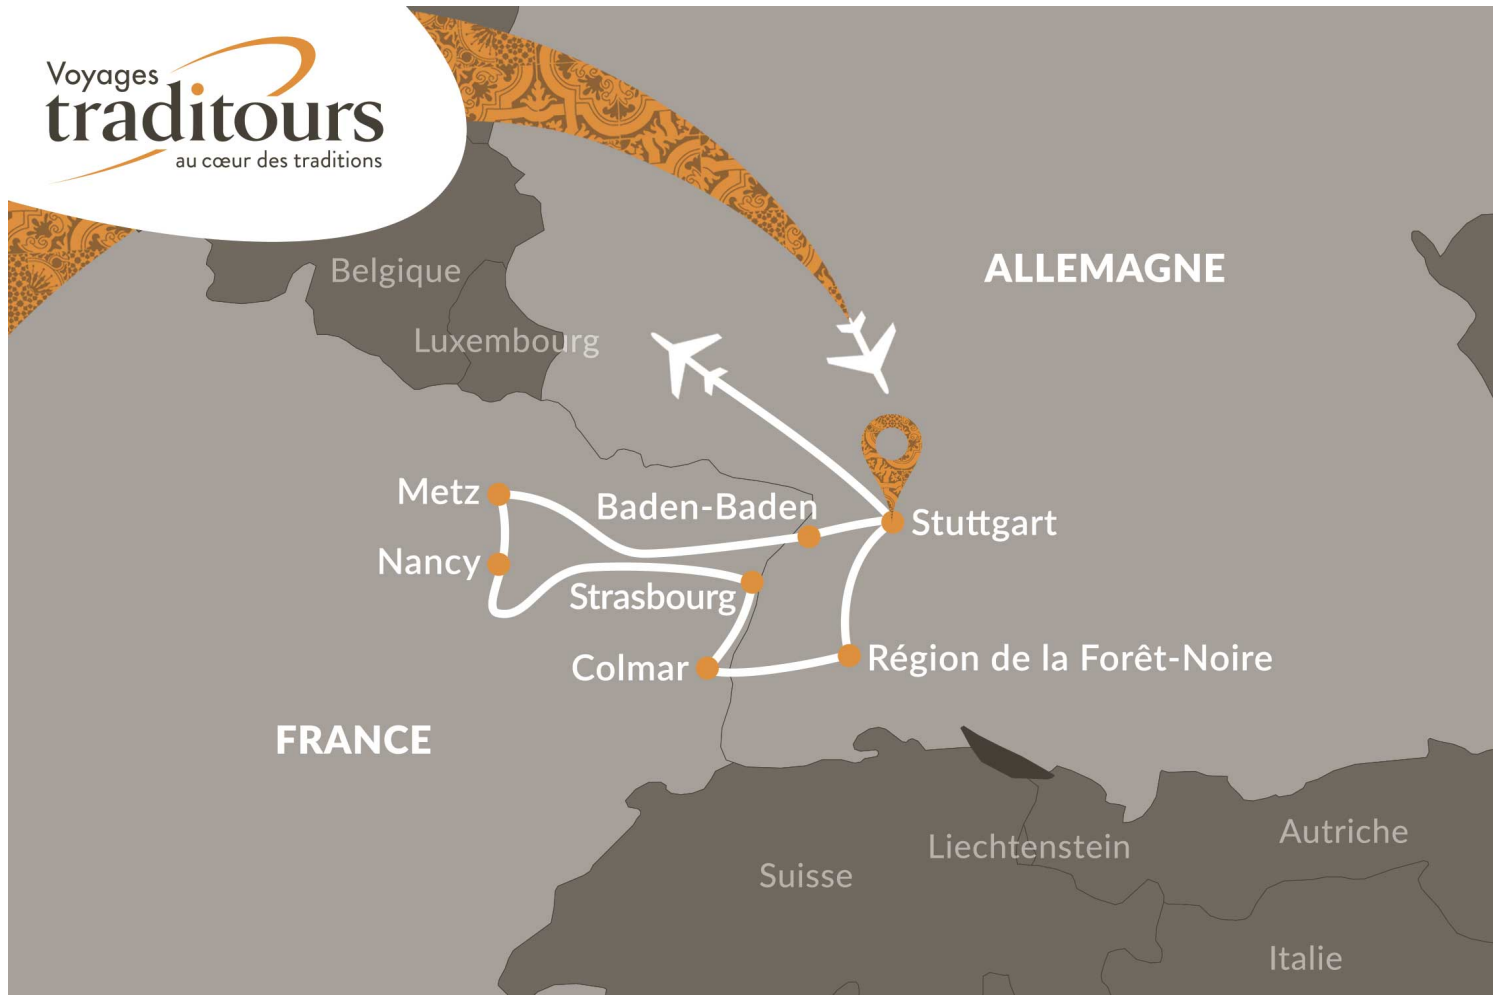 Voyages
traditours
au cœur des traditions
ALLEMAGNE
Belgique
Luxembourg
Metz
Baden-Baden
Stuttgart
Nancy
Strasbourg
Colmar
Région de la Forêt-Noire
FRANCE
Autriche
Liechtenstein
Suisse
Italie